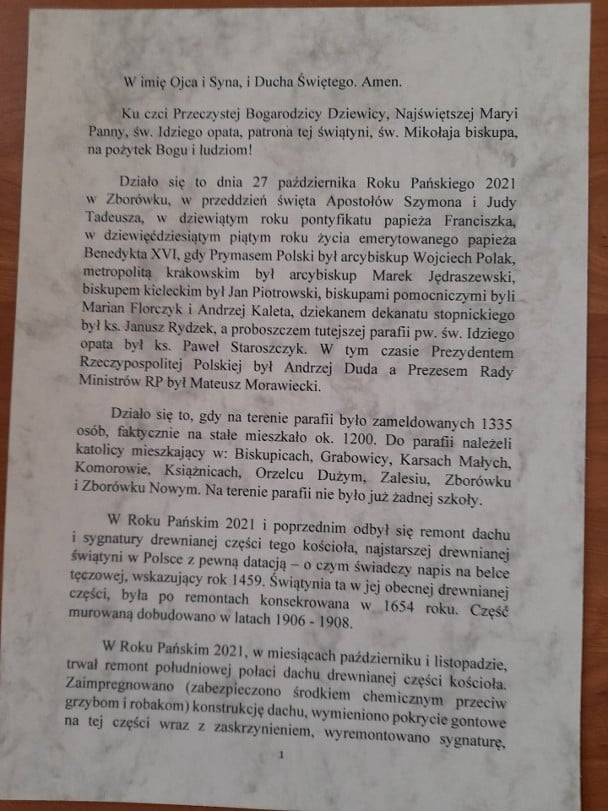 W imię Ojca i Syna, i Ducha Świętego. Amen.
Ku czci Przeczystej Bogarodzicy Dziewicy, Najświętszej Maryi
Panny, św. Idziego opata, patrona tej świątyni, św. Mikołaja biskupa,
na pożytek Bogu i ludziom!
Działo się to dnia 27 października Roku Pańskiego 2021
w Zborówku, w przeddzień święta Apostołów Szymona i Judy
Tadeusza, w dziewiątym roku pontyfikatu papieża Franciszka,
w dziewięćdziesiątym piątym roku życia emerytowanego papieża
Benedykta XVI, gdy Prymasem Polski był arcybiskup Wojciech Polak,
metropolitą krakowskim był arcybiskup Marek Jędraszewski,
biskupem kieleckim był Jan Piotrowski, biskupami pomocniczymi byli
Marian Florczyk i Andrzej Kaleta, dziekanem dekanatu stopnickiego
był ks. Janusz Rydzek, a proboszczem tutejszej parafii pw. św. Idziego
opata był ks. Paweł Staroszczyk. W tym czasie Prezydentem
Rzeczypospolitej Polskiej był Andrzej Duda a Prezesem Rady
Ministrów RP był Mateusz Morawiecki.
Działo się to, gdy na terenie parafii było zameldowanych 1335
osób, faktycznie na stałe mieszkało ok. 1200. Do parafii należeli
katolicy mieszkający w: Biskupicach, Grabowicy, Karsach Małych,
Komorowie, Książnicach, Orzelcu Dużym, Zalesiu, Zborówku
i Zborówku Nowym. Na terenie parafii nie było już żadnej szkoły.
W Roku Pańskim 2021 i poprzednim odbył się remont dachu
i sygnatury drewnianej części tego kościoła, najstarszej drewnianej
świątyni w Polsce z pewną datacją – o czym świadczy napis na belce
tęczowej, wskazujący rok 1459. Świątynia ta w jej obecnej drewnianej
części, była po remontach konsekrowana w 1654 roku. Część
murowaną dobudowano w latach 1906 - 1908.
W Roku Pańskim 2021, w miesiącach październiku i listopadzie,
trwał remont południowej połaci dachu drewnianej części kościoła.
Zaimpregnowano (zabezpieczono środkiem chemicznym przeciw
grzybom i robakom) konstrukcję dachu, wymieniono pokrycie gontowe
na tej części wraz z zaskrzynieniem, wyremontowano sygnaturę,
1